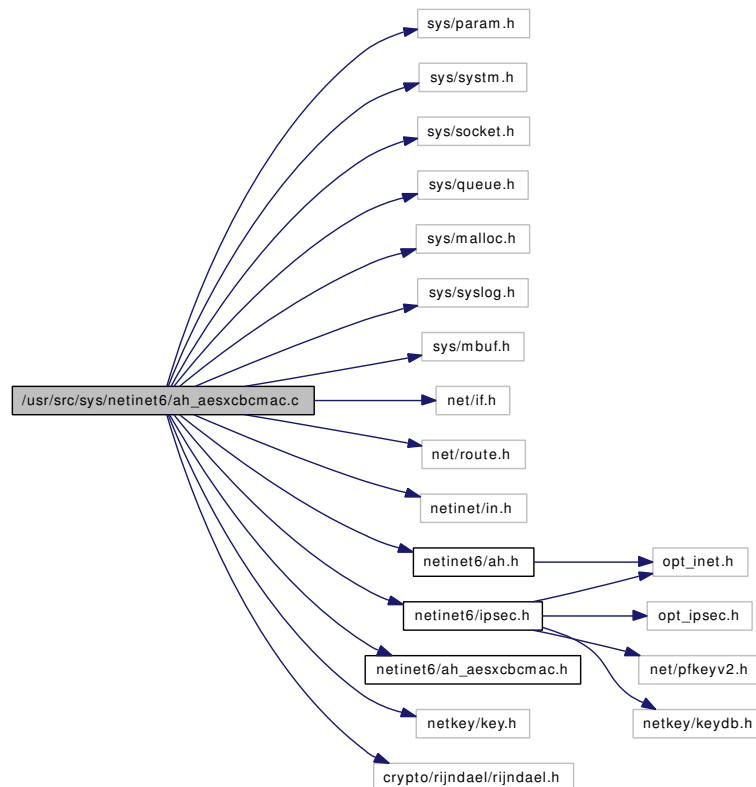 sys/param.h
sys/systm.h
sys/socket.h
sys/queue.h
sys/malloc.h
sys/syslog.h
sys/mbuf.h
/usr/src/sys/netinet6/ah_aesxcbcmac.c
net/if.h
net/route.h
netinet/in.h
netinet6/ah.h
opt_inet.h
netinet6/ipsec.h
opt_ipsec.h
netinet6/ah_aesxcbcmac.h
net/pfkeyv2.h
netkey/key.h
netkey/keydb.h
crypto/rijndael/rijndael.h